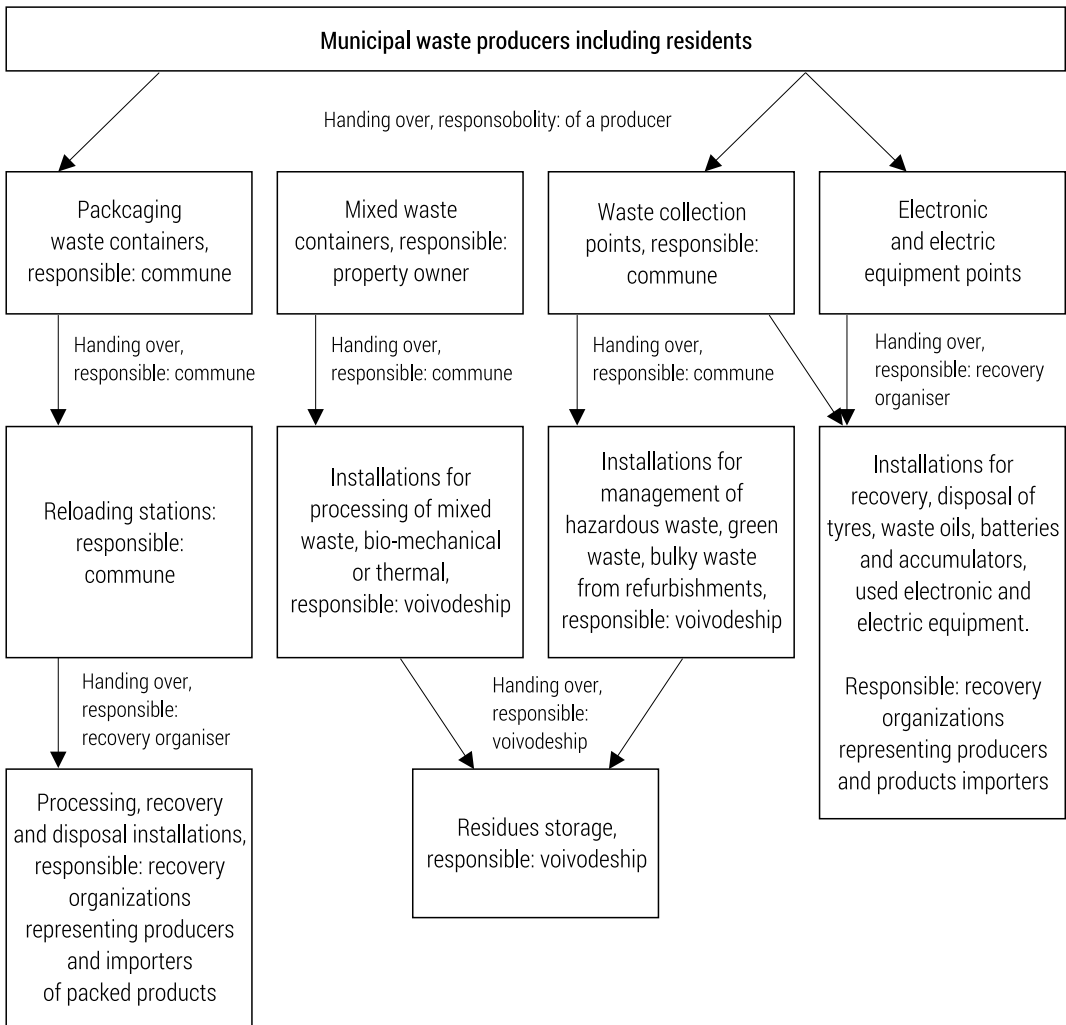 Municipal waste producers including residents
Handing over, responsobolity: of a producer
Packcaging
waste containers,
responsible: commune
Mixed waste
containers, responsible:
property owner
Waste collection
points, responsible:
commune
Electronic
and electric
equipment points
Handing over,
responsible: commune
Handing over,
responsible: commune
Handing over,
responsible: commune
Handing over,
responsible: recovery
organiser
Reloading stations:
responsible:
commune
Installations for
processing of mixed
waste, bio-mechanical
or thermal,
responsible: voivodeship
Installations for
management of
hazardous waste, green
waste, bulky waste
from refurbishments,
responsible: voivodeship
Installations for
recovery, disposal of
tyres, waste oils, batteries
and accumulators,
used electronic and
electric equipment.
Responsible: recovery
organizations
representing producers
and products importers
Handing over,
responsible:
recovery organiser
Handing over,
responsible:
voivodeship
Processing, recovery
and disposal installations,
responsible: recovery
organizations
representing producers
and importers
of packed products
Residues storage,
responsible: voivodeship